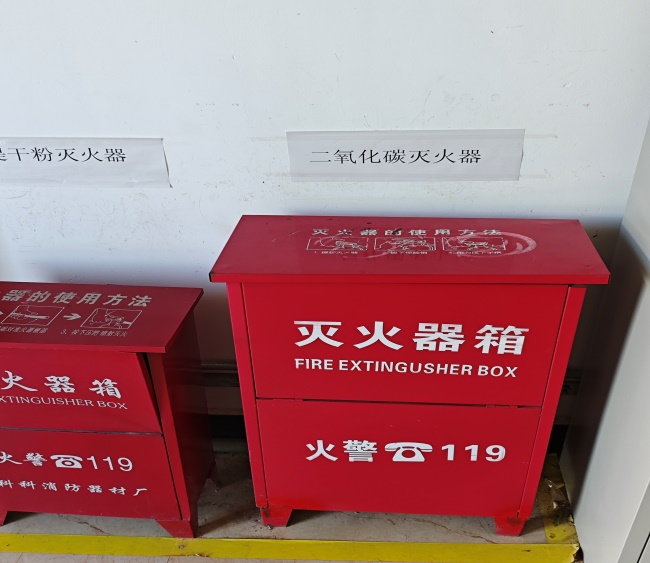 干粉灭火器
二氧化碳灭火器
灭火器的使用方法
灭火器箱
FIRE EXTINGUSHER BOX
火警 119
器的使用方法
火器箱
XTINGUISHER BOX
火警 119
科科消防器材厂